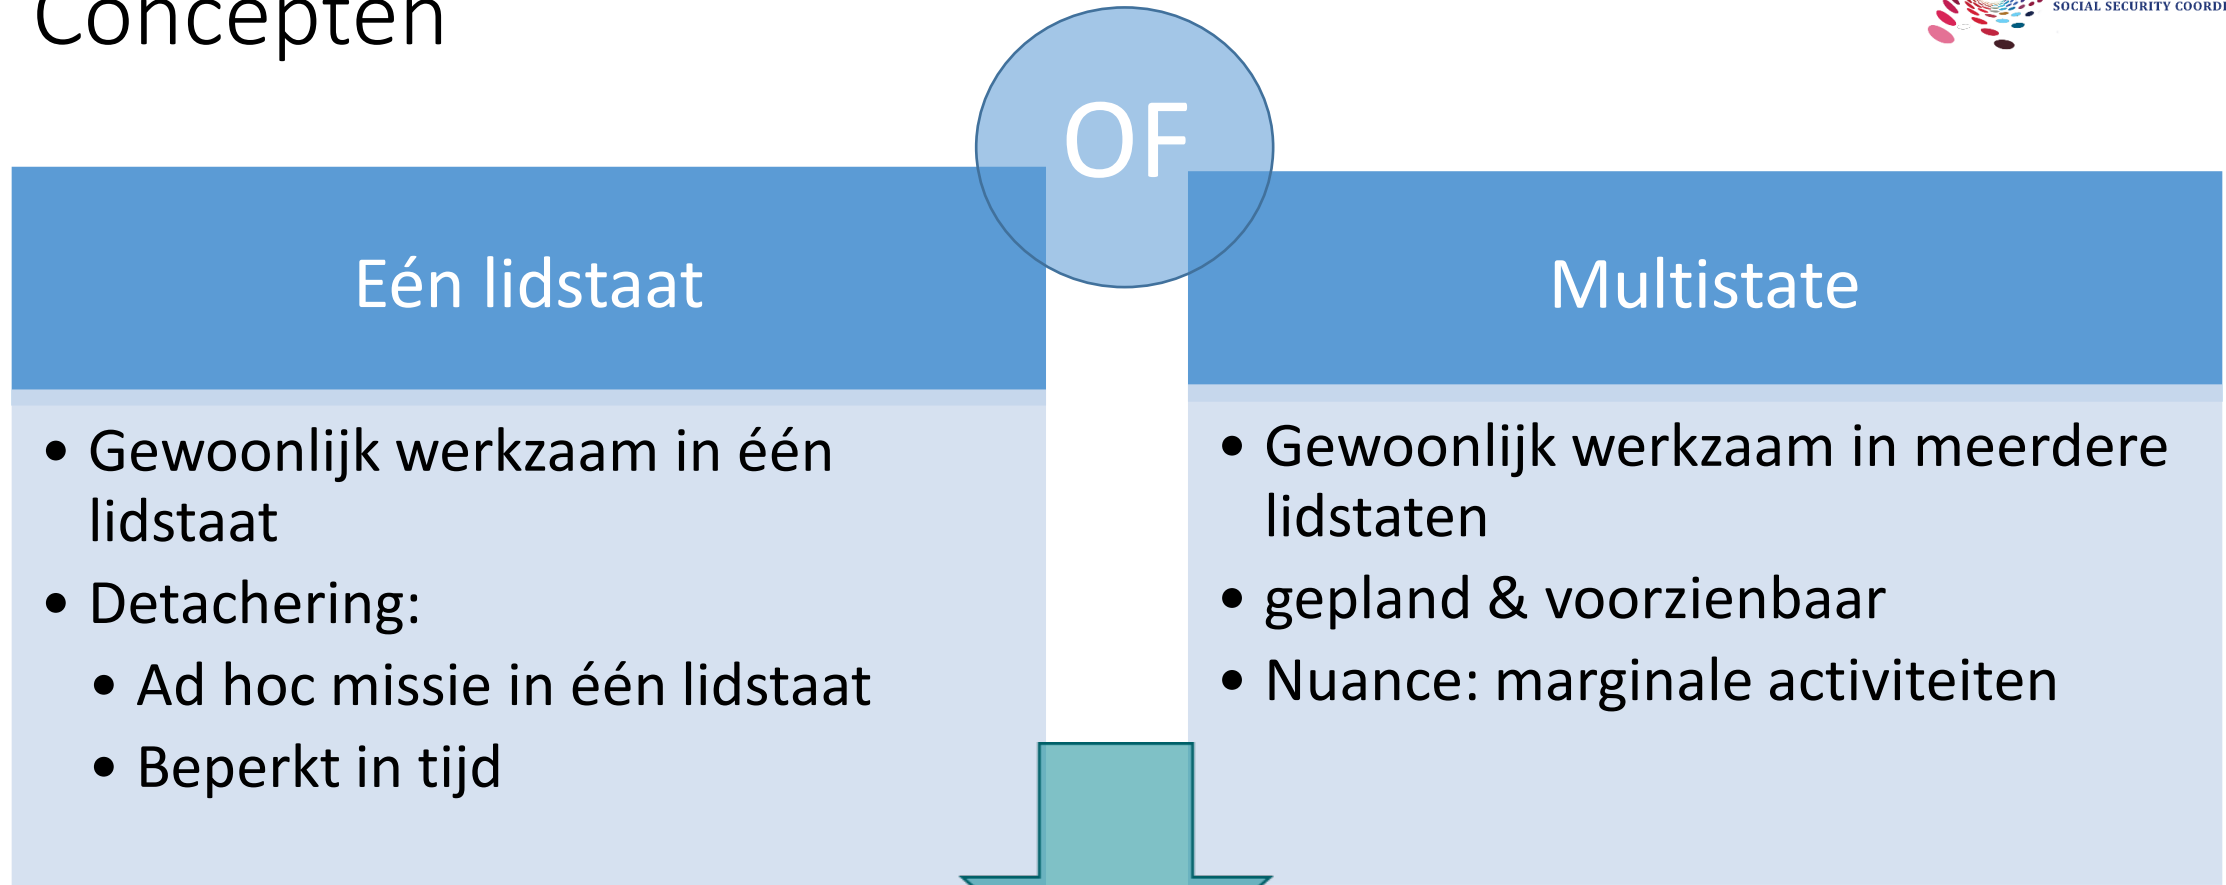 Concepten
SOCIAL SECURITY
OF
Eén lidstaat
• Gewoonlijk werkzaam in één
lidstaat
• Detachering:
• Ad hoc missie in één lidstaat
• Beperkt in tijd
Multistate
• Gewoonlijk werkzaam in meerdere
lidstaten
• gepland & voorzienbaar
• Nuance: marginale activiteiten